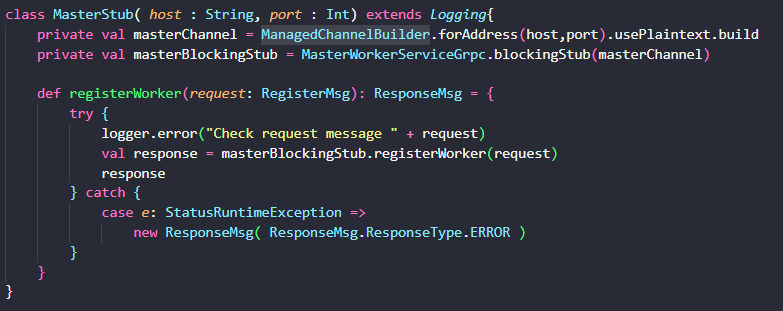 class MasterStub( host : String, port : Int) extends Logging{
    private val masterChannel = ManagedChannelBuilder.forAddress(host,port).usePlaintext.build
    private val masterBlockingStub = MasterWorkerServiceGrpc.blockingStub(masterChannel)

    def registerWorker(request: RegisterMsg): ResponseMsg = {
        try {
            logger.error("Check request message " + request)
            val response = masterBlockingStub.registerWorker(request)
            response
        } catch {
            case e: StatusRuntimeException =>
                new ResponseMsg( ResponseMsg.ResponseType.ERROR )
        }
    }
}